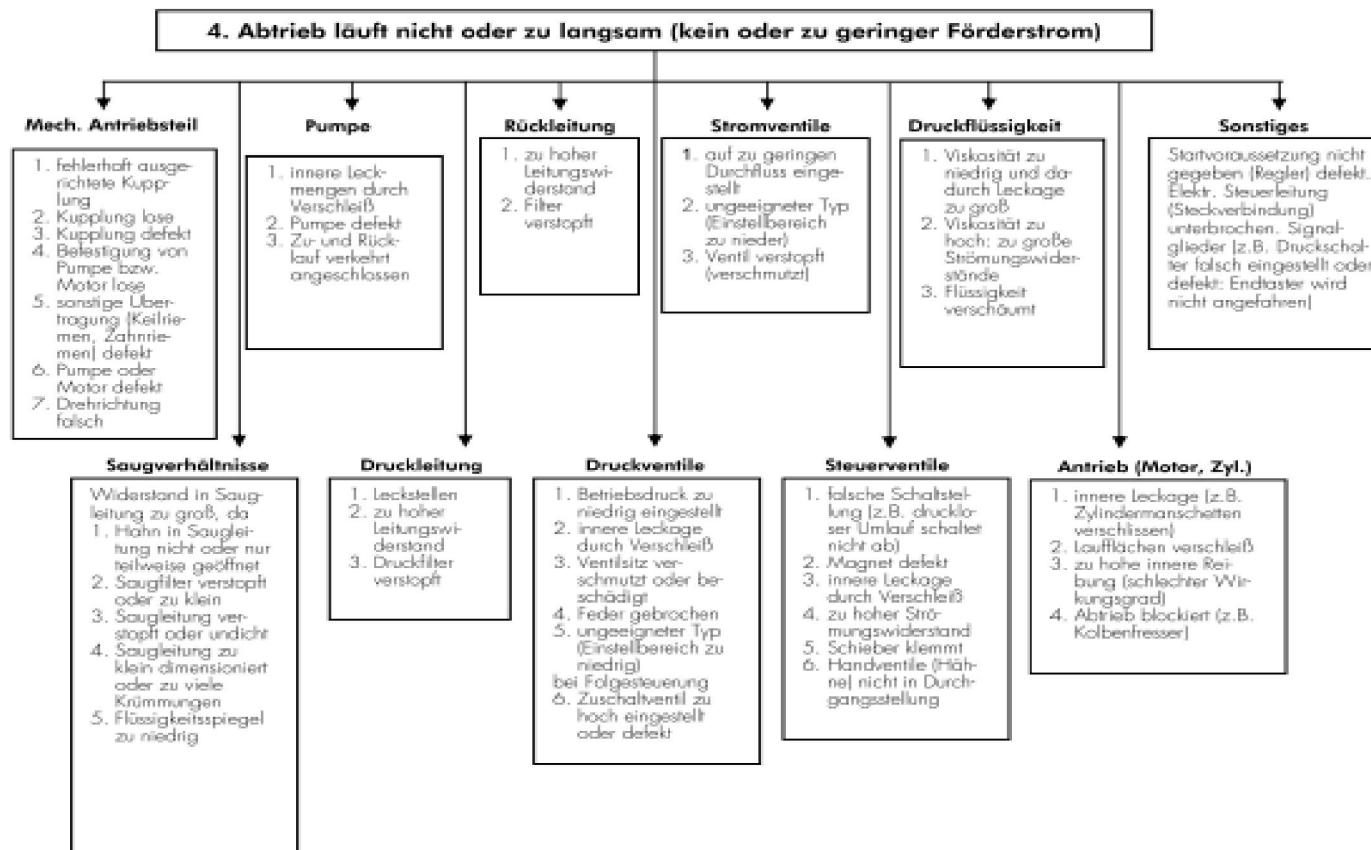 4. Abtrieb läuft nicht oder zu langsam (kein oder zu geringer Förderstrom)
Mech. Antriebsteil
1. fehlerhaft ausge-
richtete Kupp-
lung
2. Kupplung lose
3. Kupplung defekt
4. Befestigung von
Pumpe bzw.
Motor lose
5. sonstige Über-
tragung (Keilrie-
men, Zahnrie-
men) defekt
6. Pumpe oder
Motor defekt
7. Drehrichtung
falsch
Pumpe
1. innere Leck-
mengen durch
Verschleiß
2. Pumpe defekt
3. Zu- und Rück-
lauf verkehrt
angeschlossen
Rückleitung
1. zu hoher
Leitungswi-
derstand
2. Filter
verstopft
Stromventile
1. auf zu geringen
Durchfluss einge-
stellt
2. ungeeigneter Typ
(Einstellbereich
zu nieder)
3. Ventil verstopft
(verschmutzt)
Druckflüssigkeit
1. Viskosität zu
niedrig und da-
durch Leckage
zu groß
2. Viskosität zu
hoch: zu große
Strömungswider-
stände
3. Flüssigkeit
verschäumt
Sonstiges
Startvoraussetzung nicht
gegeben (Regler) defekt.
Elektr. Steuerleitung
(Steckverbindung)
unterbrochen. Signal-
glieder (z.B. Druckschal-
ter falsch eingestellt oder
defekt: Endtaster wird
nicht angefahren)
Saugverhältnisse
Widerstand in Saug-
leitung zu groß, da
1. Hahn in Sauglei-
tung nicht oder nur
teilweise geöffnet
2. Saugfilter verstopft
oder zu klein
3. Saugleitung ver-
stopft oder undicht
4. Saugleitung zu
klein dimensioniert
oder zu viele
Krümmungen
5. Flüssigkeitsspiegel
zu niedrig
Druckleitung
1. Leckstellen
2. zu hoher
Leitungswi-
derstand
3. Druckfilter
verstopft
Druckventile
1. Betriebsdruck zu
niedrig eingestellt
2. innere Leckage
durch Verschleiß
3. Ventilsitz ver-
schmutzt oder be-
schädigt
4. Feder gebrochen
5. ungeeigneter Typ
(Einstellbereich zu
niedrig)
bei Folgesteuerung
6. Zuschaltventil zu
hoch eingestellt
oder defekt
Steuerventile
1. falsche Schaltstel-
lung (z.B. drucklo-
ser Umlauf schaltet
nicht ab)
2. Magnet defekt
3. innere Leckage
durch Verschleiß
4. zu hoher Strö-
mungswiderstand
5. Schieber klemmt
6. Handventile (Häh-
ne) nicht in Durch-
gangsstellung
Antrieb (Motor, Zyl.)
1. innere Leckage (z.B.
Zylindermanschetten
verschlissen)
2. Laufflächen verschleiß
3. zu hohe innere Rei-
bung (schlechter Wir-
kungsgrad)
4. Abtrieb blockiert (z.B.
Kolbenfresser)